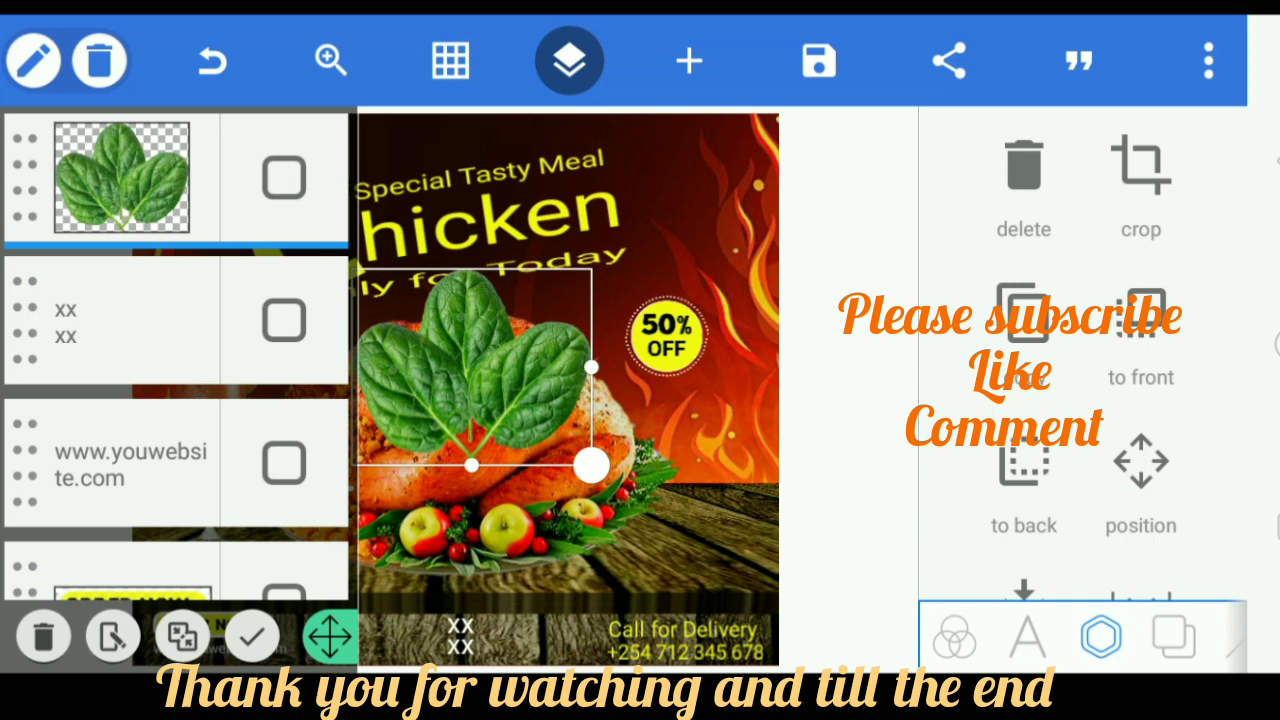 xx
xx
www.youwebsi
te.com
Special Tasty Meal
hicken
ly fo Today
50%
OFF
XX
XX
Call for Delivery
+254 712 345 678
delete
crop
to front
to back
position
Please subscribe
Like
Comment
Thank you for watching and till the end